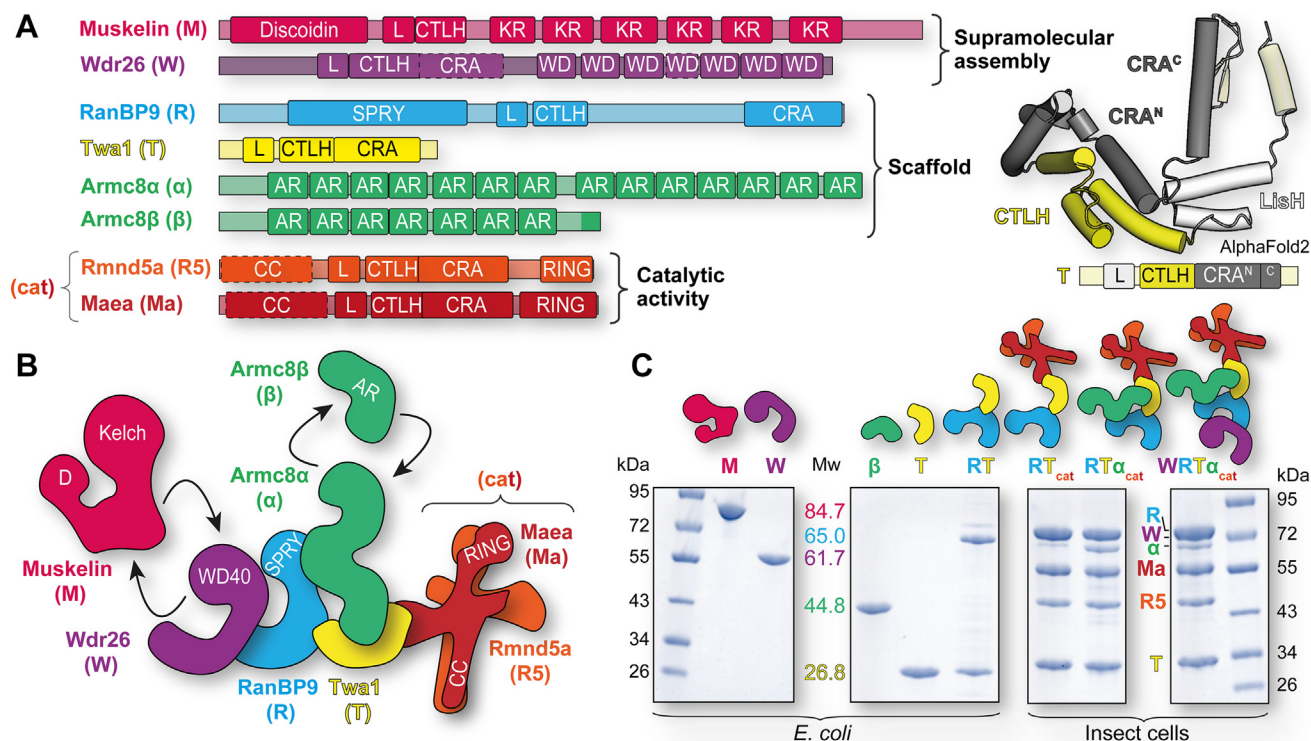 A
Muskelin (M)
Discoidin L CTLH KR KR KR KR KR KR
Wdr26 (W)
L CTLH CRA WD WD WD WD WD WD WD
Supramolecular
assembly
RanBP9 (R)
SPRY L CTLH CRA
Twa1 (T)
L CTLH CRA
Armc8α (α)
AR AR AR AR AR AR AR AR AR AR AR AR AR AR
Armc8β (β)
AR AR AR AR AR AR AR
Scaffold
(cat)
Rmnd5a (R5)
CC L CTLH CRA RING
Maea (Ma)
CC L CTLH CRA RING
Catalytic
activity
CRAC
CRAN
CTLH
LisH
AlphaFold2
T L CTLH CRAN C
B
Armc8β
(β)
AR
Kelch
D
Armc8α
(α)
(cat)
Maea
(Ma)
RING
SPRY
WD40
Muskelin
(M)
CC
Wdr26
(W)
Rmnd5a
(R5)
RanBP9
(R)
Twa1
(T)
C
kDa M W Mw β T RT RTcat RTαcat WRTαcat kDa
95
72
55
43
34
26
84.7
65.0
61.7
44.8
26.8
R
W
α
Ma
R5
T
95
72
55
43
34
26
E. coli
Insect cells